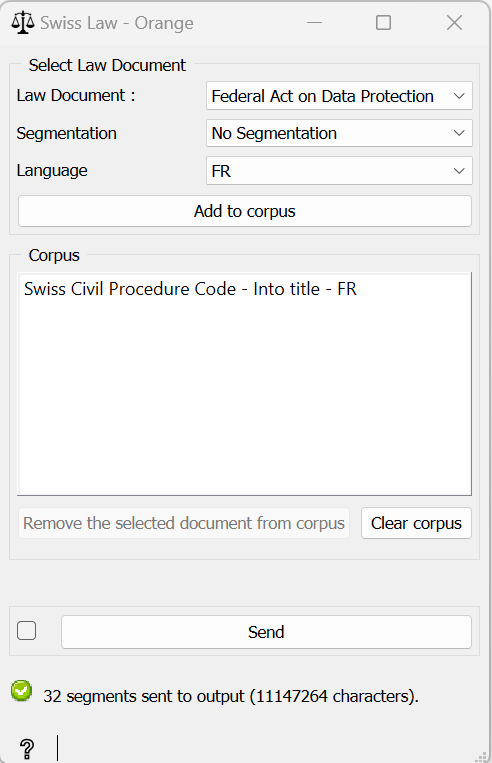 Swiss Law - Orange
Select Law Document
Law Document :
Federal Act on Data Protection
Segmentation
No Segmentation
Language
FR
Add to corpus
Corpus
Swiss Civil Procedure Code - Into title - FR
Remove the selected document from corpus
Clear corpus
Send
32 segments sent to output (11147264 characters).
?